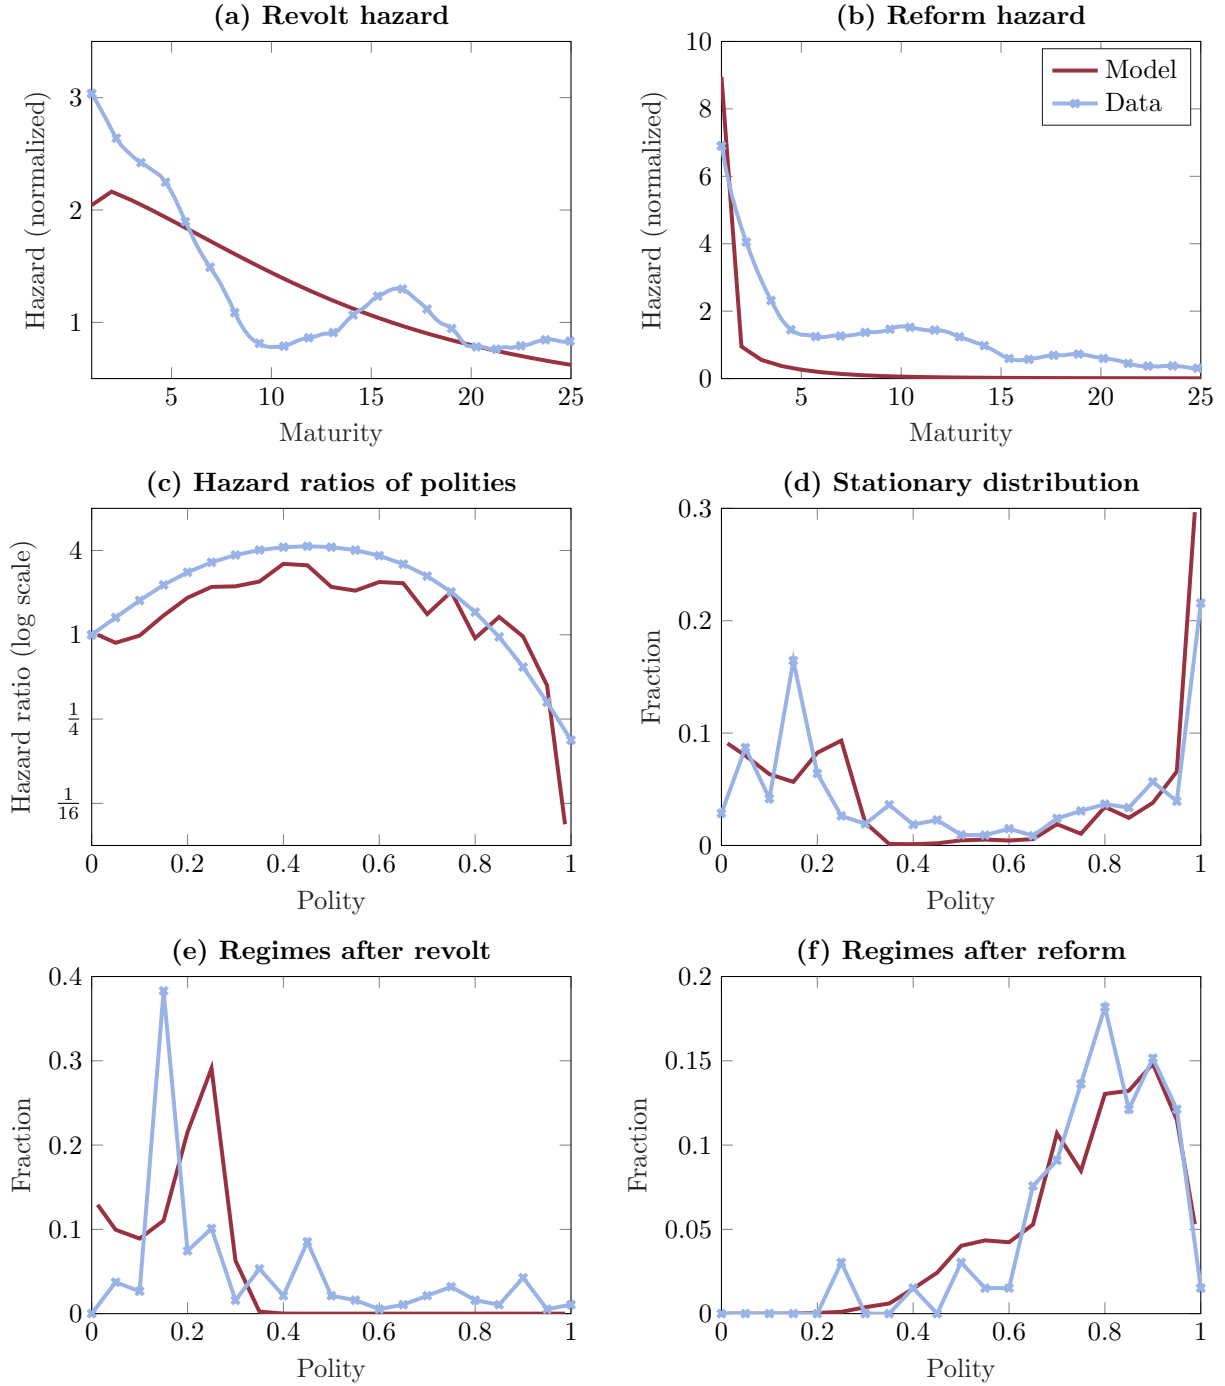 (a) Revolt hazard
Hazard (normalized)
3
2
1
5 10 15 20 25
Maturity
(b) Reform hazard
Hazard (normalized)
10
8
6
4
2
0
5 10 15 20 25
Maturity
Model
Data
(c) Hazard ratios of polities
Hazard ratio (log scale)
4
1
1/4
1/16
0 0.2 0.4 0.6 0.8 1
Polity
(d) Stationary distribution
Fraction
0.3
0.2
0.1
0
0 0.2 0.4 0.6 0.8 1
Polity
(e) Regimes after revolt
Fraction
0.4
0.3
0.2
0.1
0
0 0.2 0.4 0.6 0.8 1
Polity
(f) Regimes after reform
Fraction
0.2
0.15
0.1
0.05
0
0 0.2 0.4 0.6 0.8 1
Polity